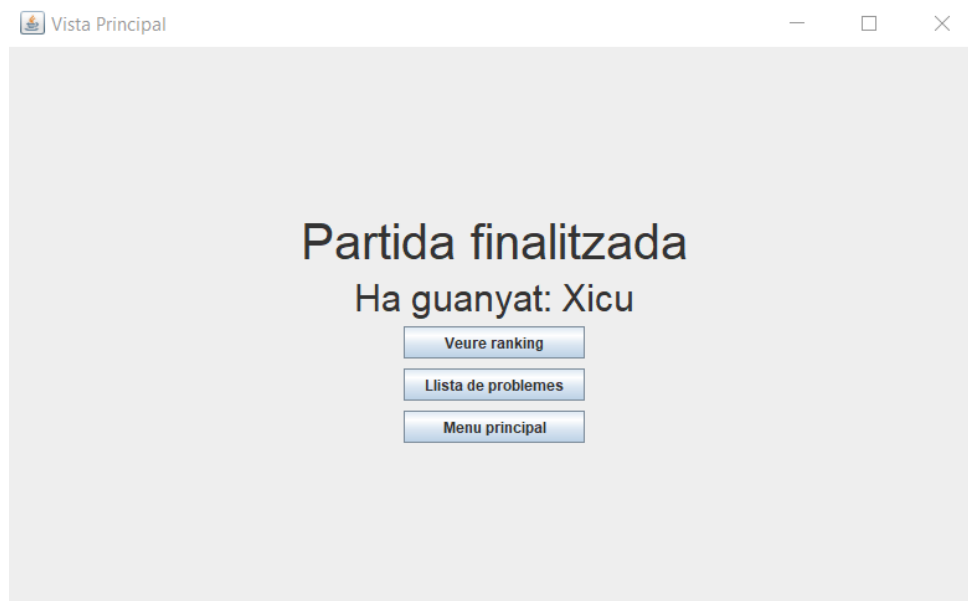 Vista Principal
Partida finalitzada
Ha guanyat: Xicu
Veure ranking
Llista de problemes
Menu principal